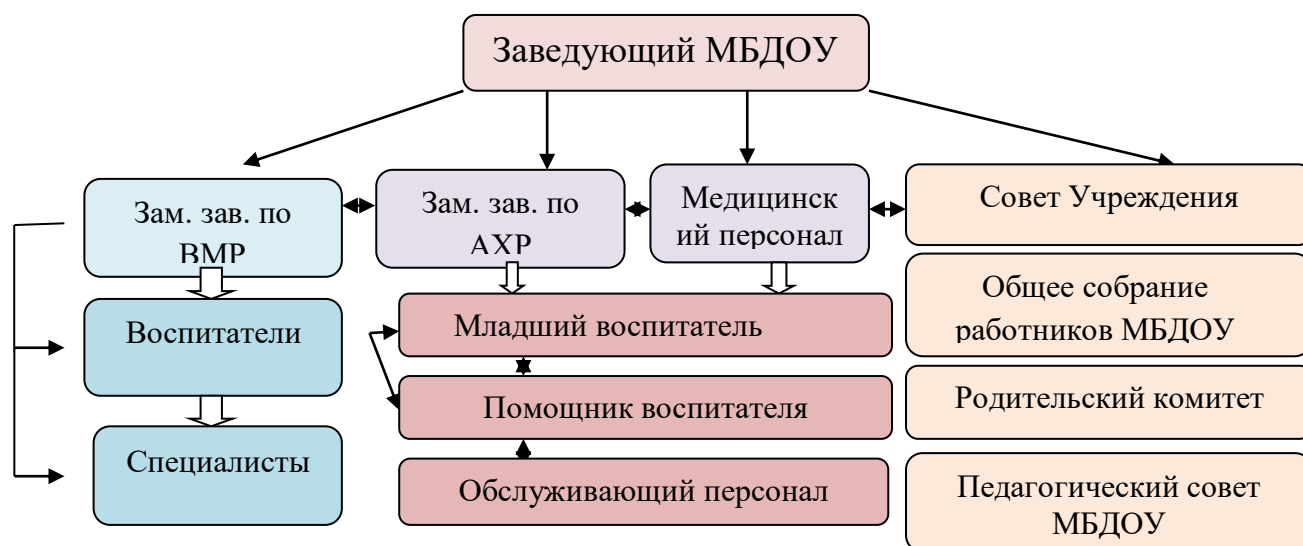 Заведующий МБДОУ
Зам. зав. по
ВМР
Зам. зав. по
АХР
Медицинск
ий персонал
Совет Учреждения
Воспитатели
Младший воспитатель
Общее собрание
работников МБДОУ
Помощник воспитателя
Родительский комитет
Специалисты
Обслуживающий персонал
Педагогический совет
МБДОУ